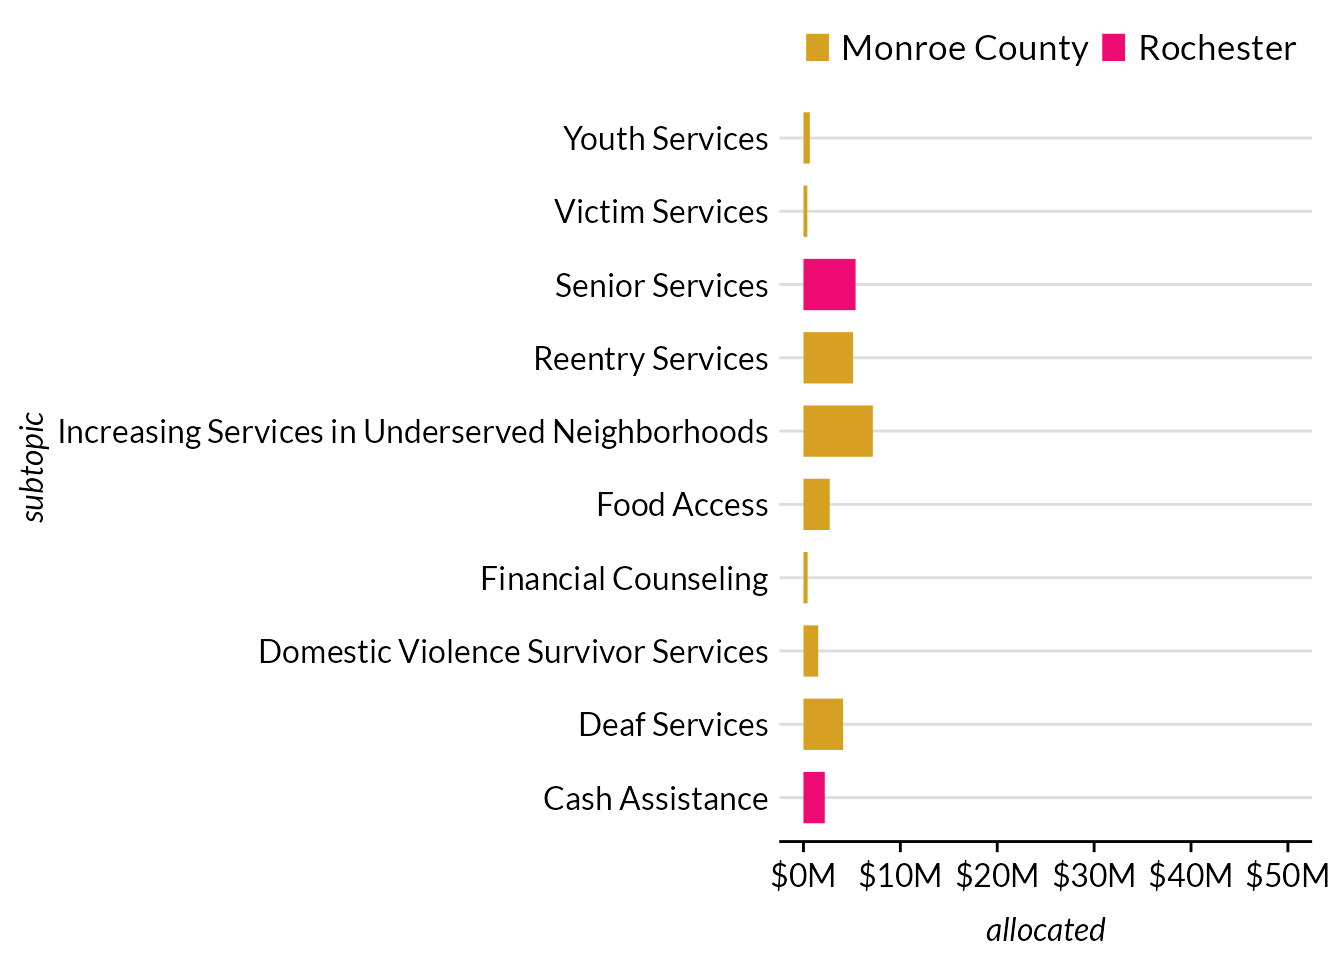 Monroe County Rochester
Youth Services
Victim Services
Senior Services
Reentry Services
Increasing Services in Underserved Neighborhoods
Food Access
Financial Counseling
Domestic Violence Survivor Services
Deaf Services
Cash Assistance
subtopic
$0M $10M $20M $30M $40M $50M
allocated